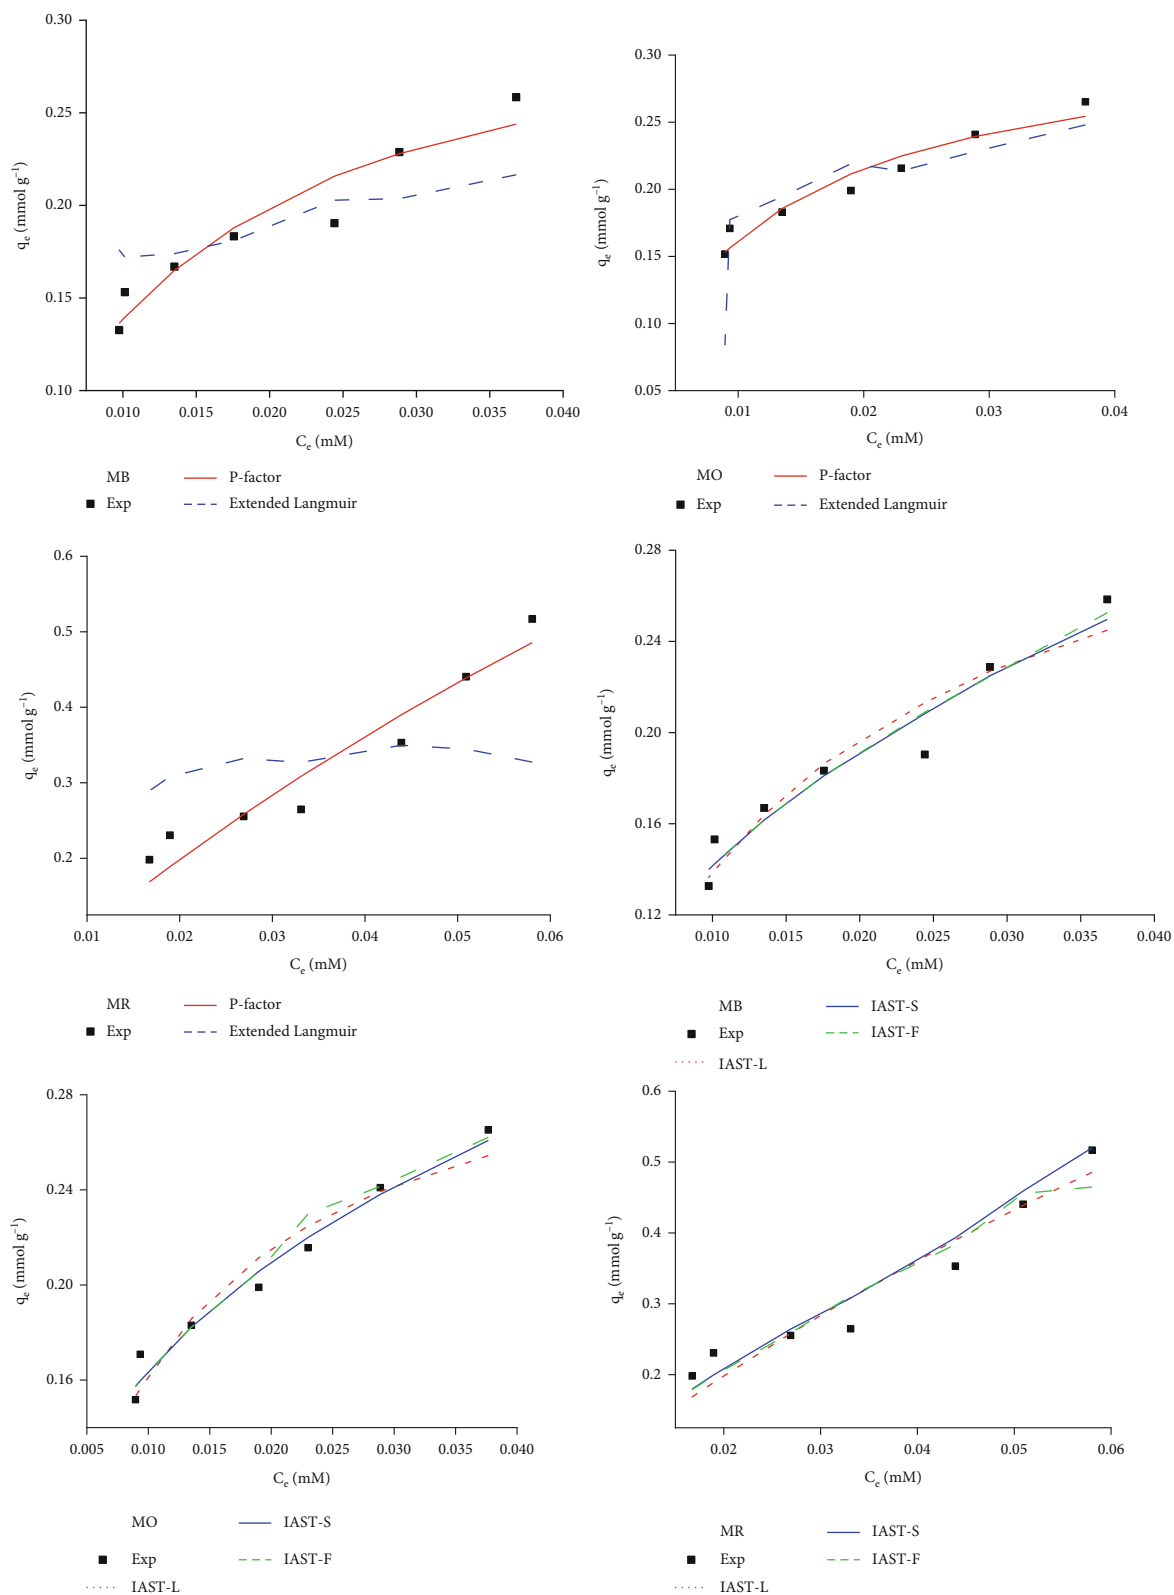 0.30
0.25
0.20
0.15
0.10
qe (mmol g−1)
0.010 0.015 0.020 0.025 0.030 0.035 0.040
Ce (mM)
MB P-factor
Exp Extended Langmuir
0.30
0.25
0.20
0.15
0.10
0.05
qe (mmol g−1)
0.01 0.02 0.03 0.04
Ce (mM)
MO P-factor
Exp Extended Langmuir
0.6
0.5
0.4
0.3
0.2
qe (mmol g−1)
0.01 0.02 0.03 0.04 0.05 0.06
Ce (mM)
MR P-factor
Exp Extended Langmuir
0.28
0.24
0.20
0.16
0.12
qe (mmol g−1)
0.010 0.015 0.020 0.025 0.030 0.035 0.040
Ce (mM)
MB IAST-S
Exp IAST-F
IAST-L
0.28
0.24
0.20
0.16
qe (mmol g−1)
0.005 0.010 0.015 0.020 0.025 0.030 0.035 0.040
Ce (mM)
MO IAST-S
Exp IAST-F
IAST-L
0.6
0.5
0.4
0.3
0.2
qe (mmol g−1)
0.02 0.03 0.04 0.05 0.06
Ce (mM)
MR IAST-S
Exp IAST-F
IAST-L